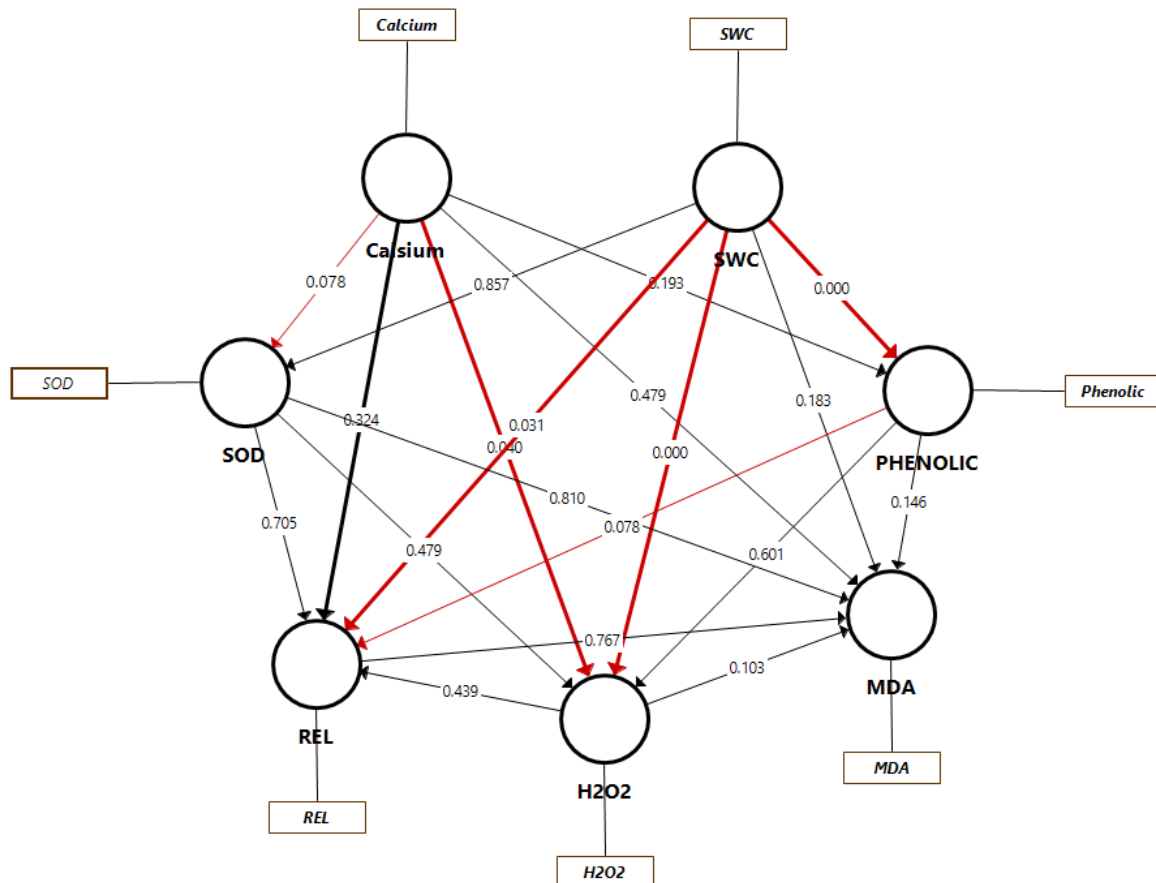 Calcium
SWC
Calsium
SWC
0.078
0.857
0.193
0.000
SOD
0.479
0.183
Phenolic
0.324
0.031
0.040
0.000
SOD
PHENOLIC
0.810
0.146
0.705
0.078
0.479
0.601
0.767
0.103
0.439
MDA
REL
H2O2
MDA
REL
H2O2